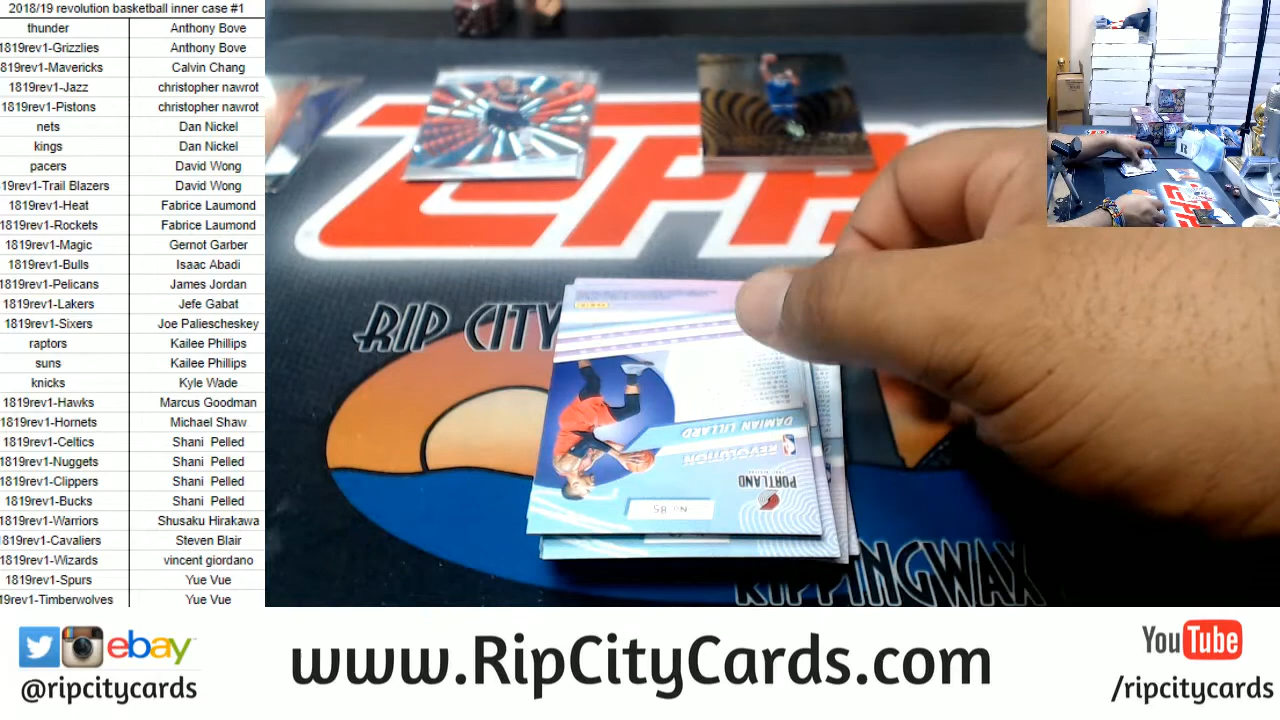 2018/19 revolution basketball inner case #1
thunder Anthony Bove
1819rev1-Grizzlies Anthony Bove
819rev1-Mavericks Calvin Chang
1819rev1-Jazz christopher nawrot
1819rev1-Pistons christopher nawrot
nets Dan Nickel
kings Dan Nickel
pacers David Wong
19rev1-Trail Blazers David Wong
1819rev1-Heat Fabrice Laumond
1819rev1-Rockets Fabrice Laumond
1819rev1-Magic Gernot Garber
1819rev1-Bulls Isaac Abadi
1819rev1-Pelicans James Jordan
1819rev1-Lakers Jefe Gabat
1819rev1-Sixers Joe Paliescheskey
raptors Kailee Phillips
suns Kailee Phillips
knicks Kyle Wade
1819rev1-Hawks Marcus Goodman
1819rev1-Hornets Michael Shaw
1819rev1-Celtics Shani Pelled
1819rev1-Nuggets Shani Pelled
1819rev1-Clippers Shani Pelled
1819rev1-Bucks Shani Pelled
1819rev1-Warriors Shusaku Hirakawa
819rev1-Cavaliers Steven Blair
1819rev1-Wizards vincent giordano
1819rev1-Spurs Yue Vue
19rev1-Timberwolves Yue Vue
RIP CITY
DAMIAN LILLARD
REVOLUTION
PORTLAND
No. 85
RIPPINGWAX
ebay
@ripcitycards
www.RipCityCards.com
YouTube
/ripcitycards